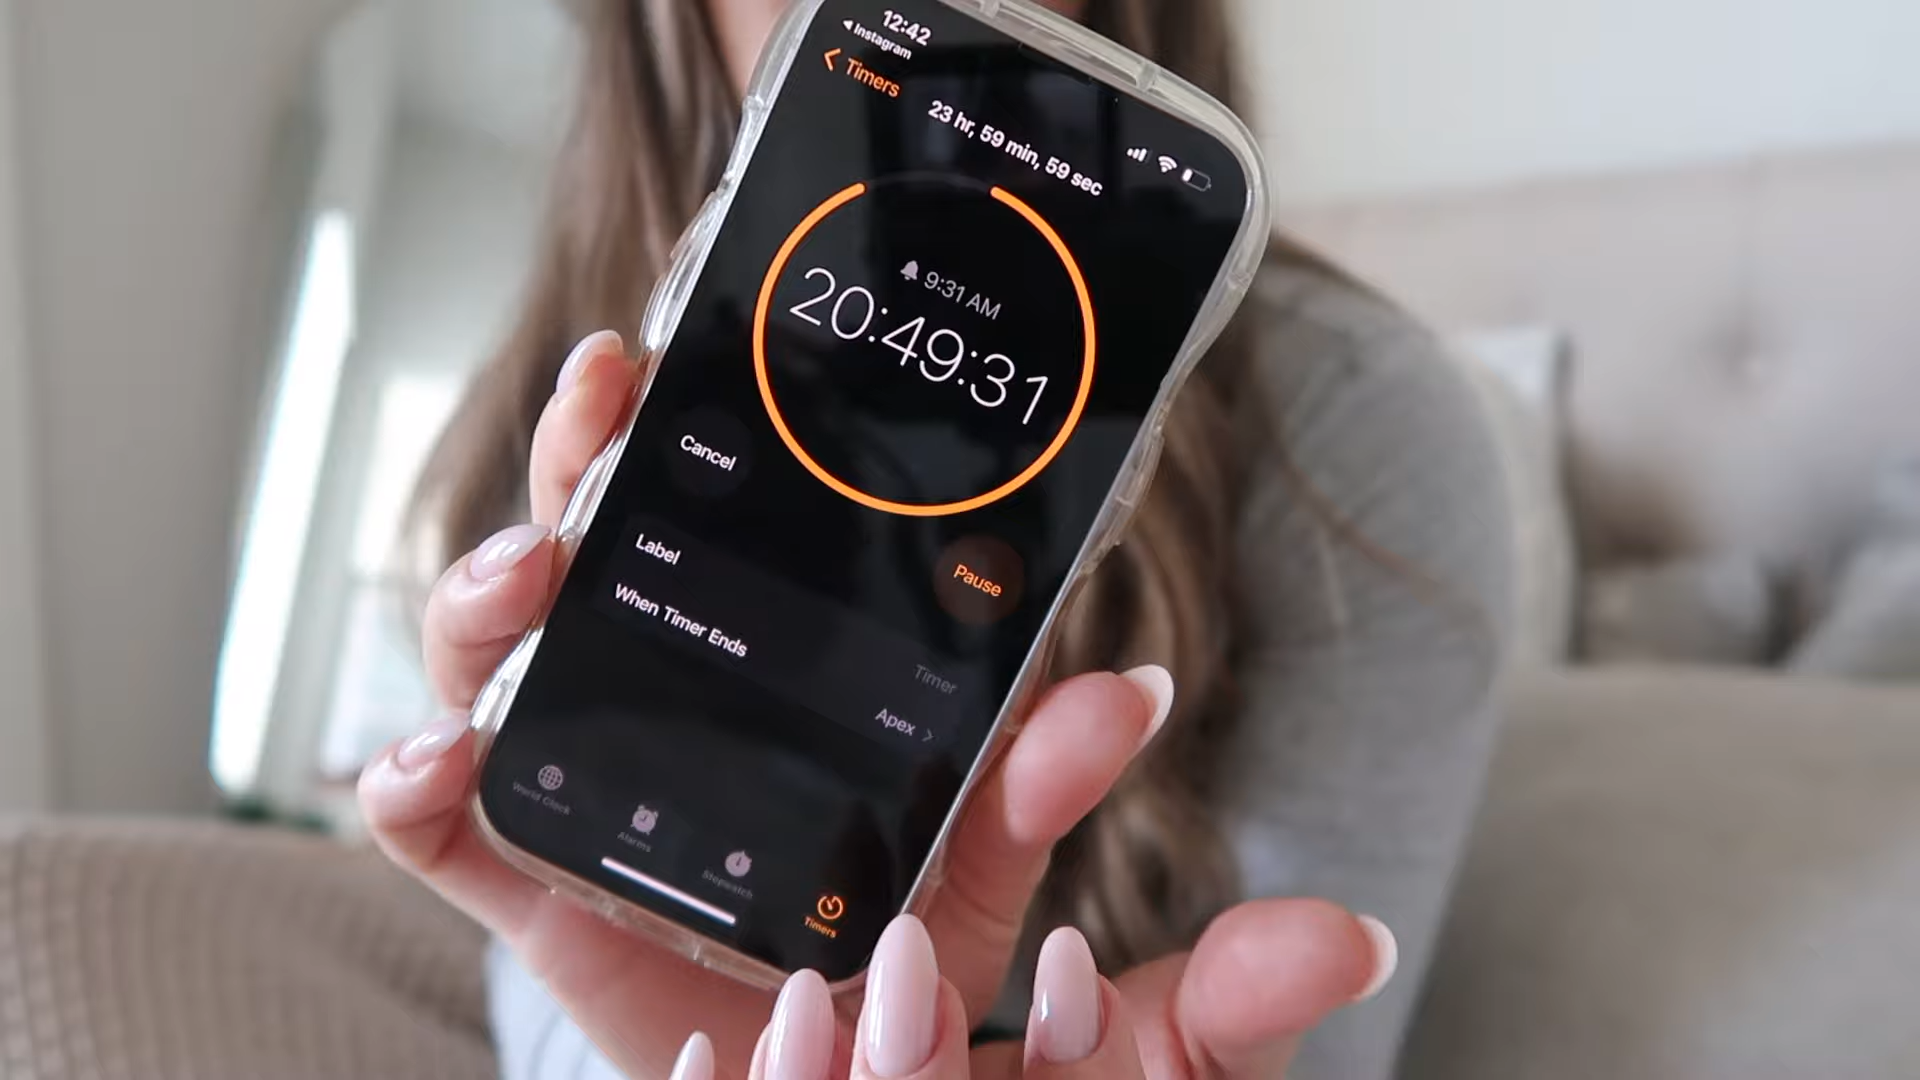 12:42
Instagram
Timers
23 hr, 59 min, 59 sec
9:31 AM
20:49:31
Cancel
Pause
Label
Timer
When Timer Ends
Apex
World Clock
Alarms
Stopwatch
Timers